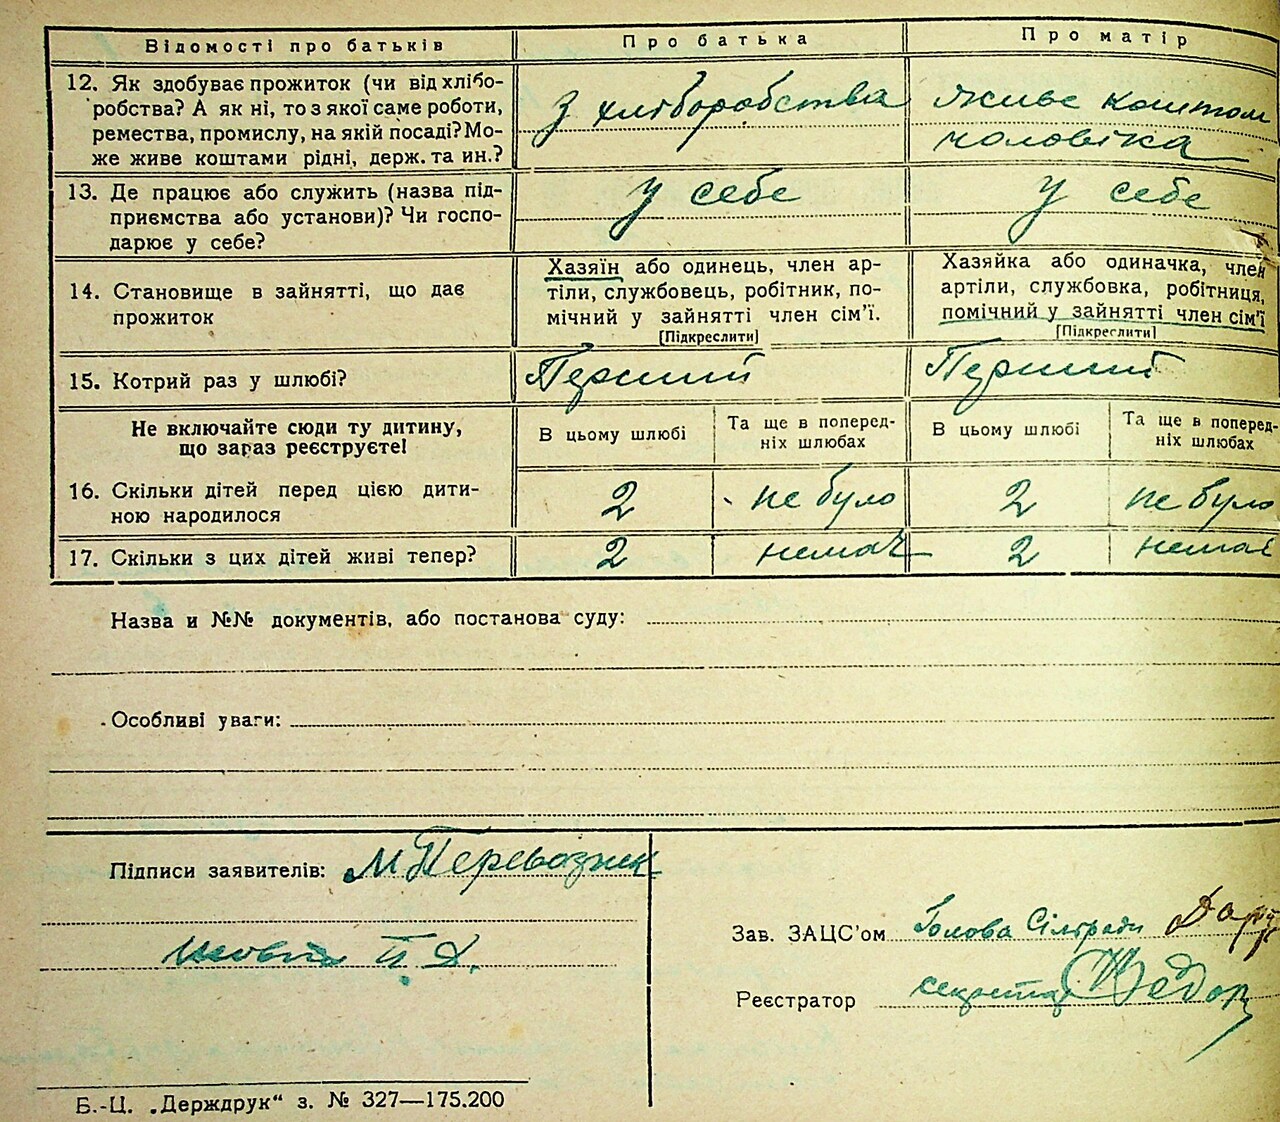 Відомості про батьків Про батька Про матір
12. Як здобуває прожиток (чи від хлібо-
робства? А як ні, то з якої саме роботи,
ремества, промислу, на якій посаді? Мо-
же живе коштами рідні, держ. та ин.?
З хліборобства
живе коштом
чоловіка
13. Де працює або служить (назва під-
приємства або установи)? Чи госпо-
дарює у себе?
у себе
у себе
14. Становище в зайнятті, що дає
прожиток
Хазяїн або одинець, член ар-
тіли, службовець, робітник, по-
мічний у зайнятті член сім'ї.
[Підкреслити]
Хазяйка або одиначка, член
артіли, службовка, робітниця,
помічний у зайнятті член сім'ї
[Підкреслити]
15. Котрий раз у шлюбі? Перший Перший
Не включайте сюди ту дитину,
що зараз реєструєте!
В цьому шлюбі
Та ще в поперед-
ніх шлюбах
В цьому шлюбі
Та ще в поперед-
ніх шлюбах
16. Скільки дітей перед цією дити-
ною народилося
2 не було 2 не було
17. Скільки з цих дітей живі тепер? 2 немає 2 немає
Назва и №№ документів, або постанова суду:
Особливі уваги:
Підписи заявителів: М Перевозник
П. Д.
Зав. ЗАЦС'ом Голова Сільради
Реєстратор секретар
Б.-Ц. „Держдрук“ з. № 327—175.200